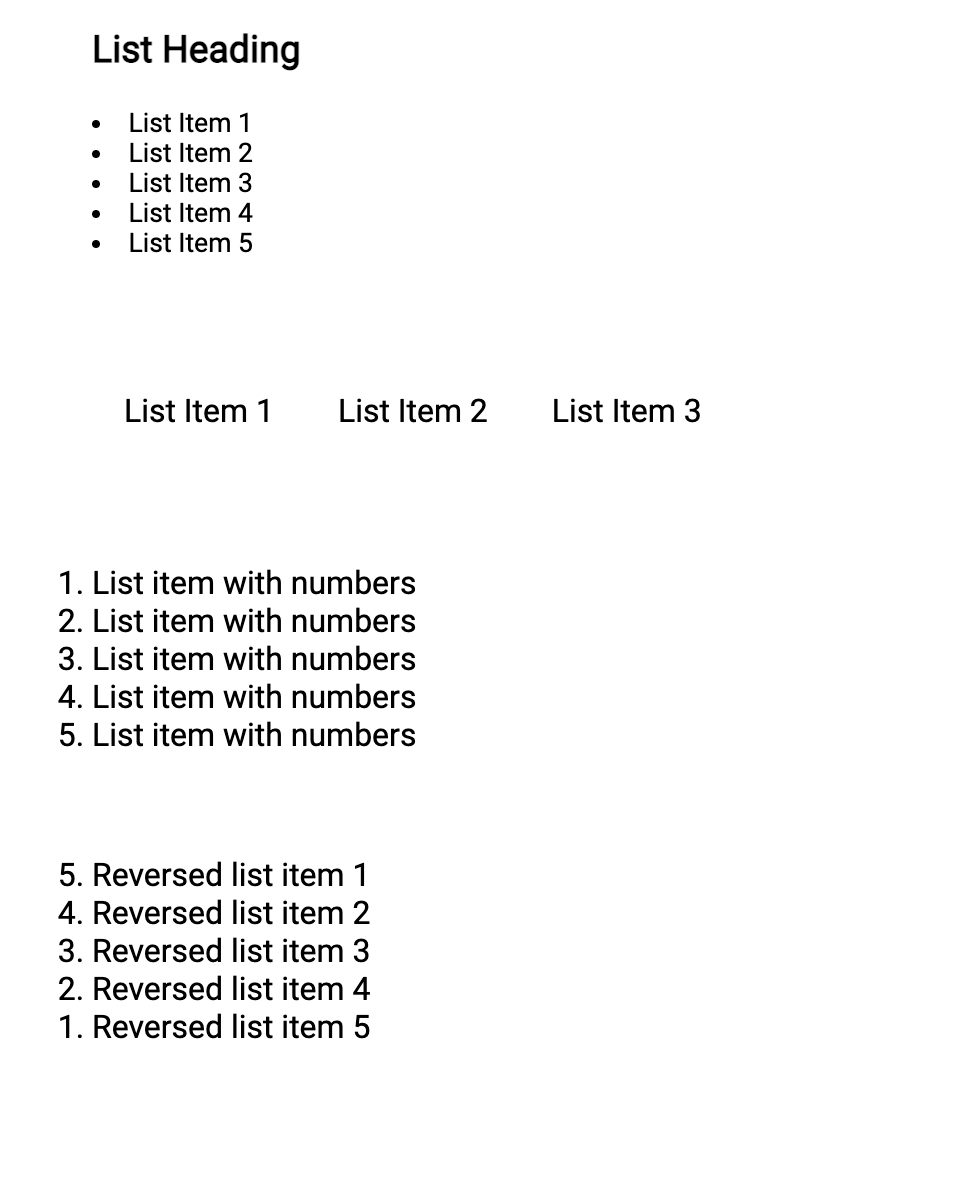 List Heading
• List Item 1
• List Item 2
• List Item 3
• List Item 4
• List Item 5
List Item 1 List Item 2 List Item 3
1. List item with numbers
2. List item with numbers
3. List item with numbers
4. List item with numbers
5. List item with numbers
5. Reversed list item 1
4. Reversed list item 2
3. Reversed list item 3
2. Reversed list item 4
1. Reversed list item 5